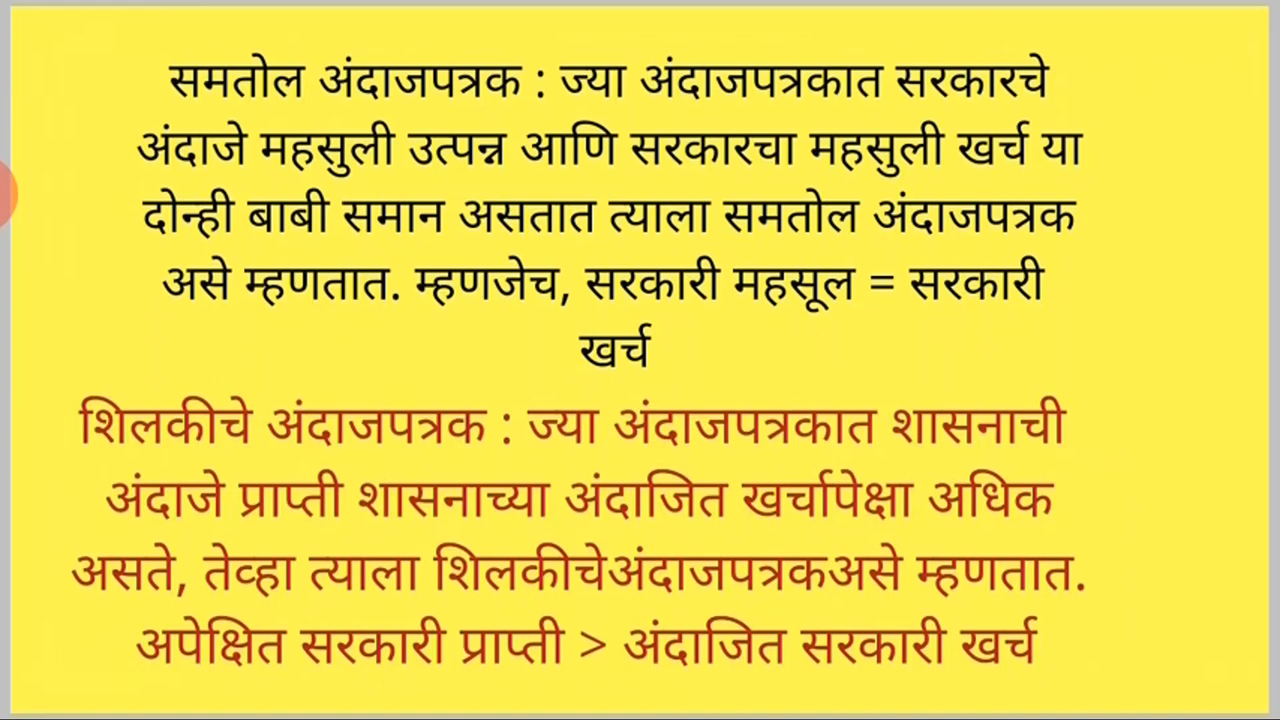 समतोल अंदाजपत्रक : ज्या अंदाजपत्रकात सरकारचे
अंदाजे महसुली उत्पन्न आणि सरकारचा महसुली खर्च या
दोन्ही बाबी समान असतात त्याला समतोल अंदाजपत्रक
असे म्हणतात. म्हणजेच, सरकारी महसूल = सरकारी
खर्च
शिलकीचे अंदाजपत्रक : ज्या अंदाजपत्रकात शासनाची
अंदाजे प्राप्ती शासनाच्या अंदाजित खर्चापेक्षा अधिक
असते, तेव्हा त्याला शिलकीचेअंदाजपत्रकअसे म्हणतात.
अपेक्षित सरकारी प्राप्ती > अंदाजित सरकारी खर्च